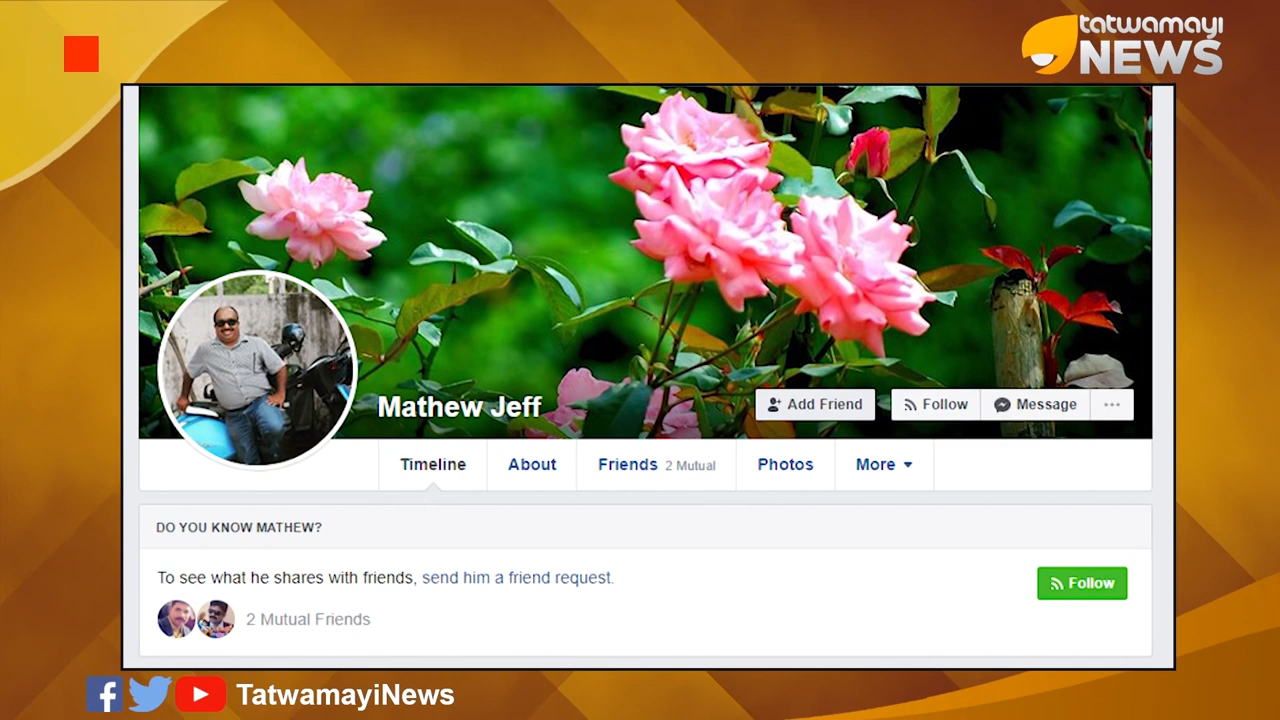 tatwamayi
NEWS
Mathew Jeff
Add Friend
Follow
Message
Timeline
About
Friends 2 Mutual
Photos
More
DO YOU KNOW MATHEW?
To see what he shares with friends, send him a friend request.
Follow
2 Mutual Friends
TatwamayiNews